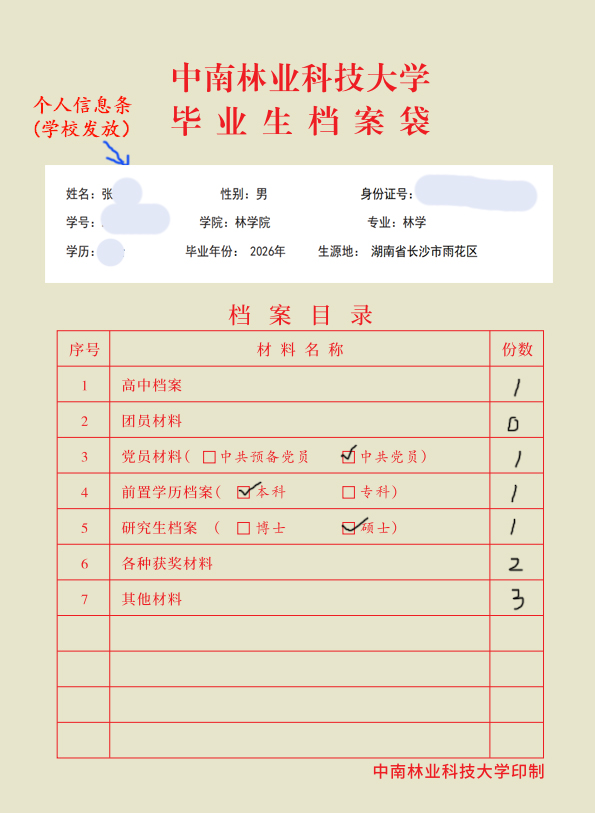 中南林业科技大学
毕业生档案袋
个人信息条
(学校发放)
姓名：张 性别：男 身份证号：
学号： 学院：林学院 专业：林学
学历： 毕业年份： 2026年 生源地： 湖南省长沙市雨花区
档案目录
序号 材料名称 份数
1 高中档案 1
2 团员材料 0
3 党员材料( □中共预备党员 ☑中共党员) 1
4 前置学历档案( ☑本科 □专科) 1
5 研究生档案 ( □博士 ☑硕士) 1
6 各种获奖材料 2
7 其他材料 3
中南林业科技大学印制